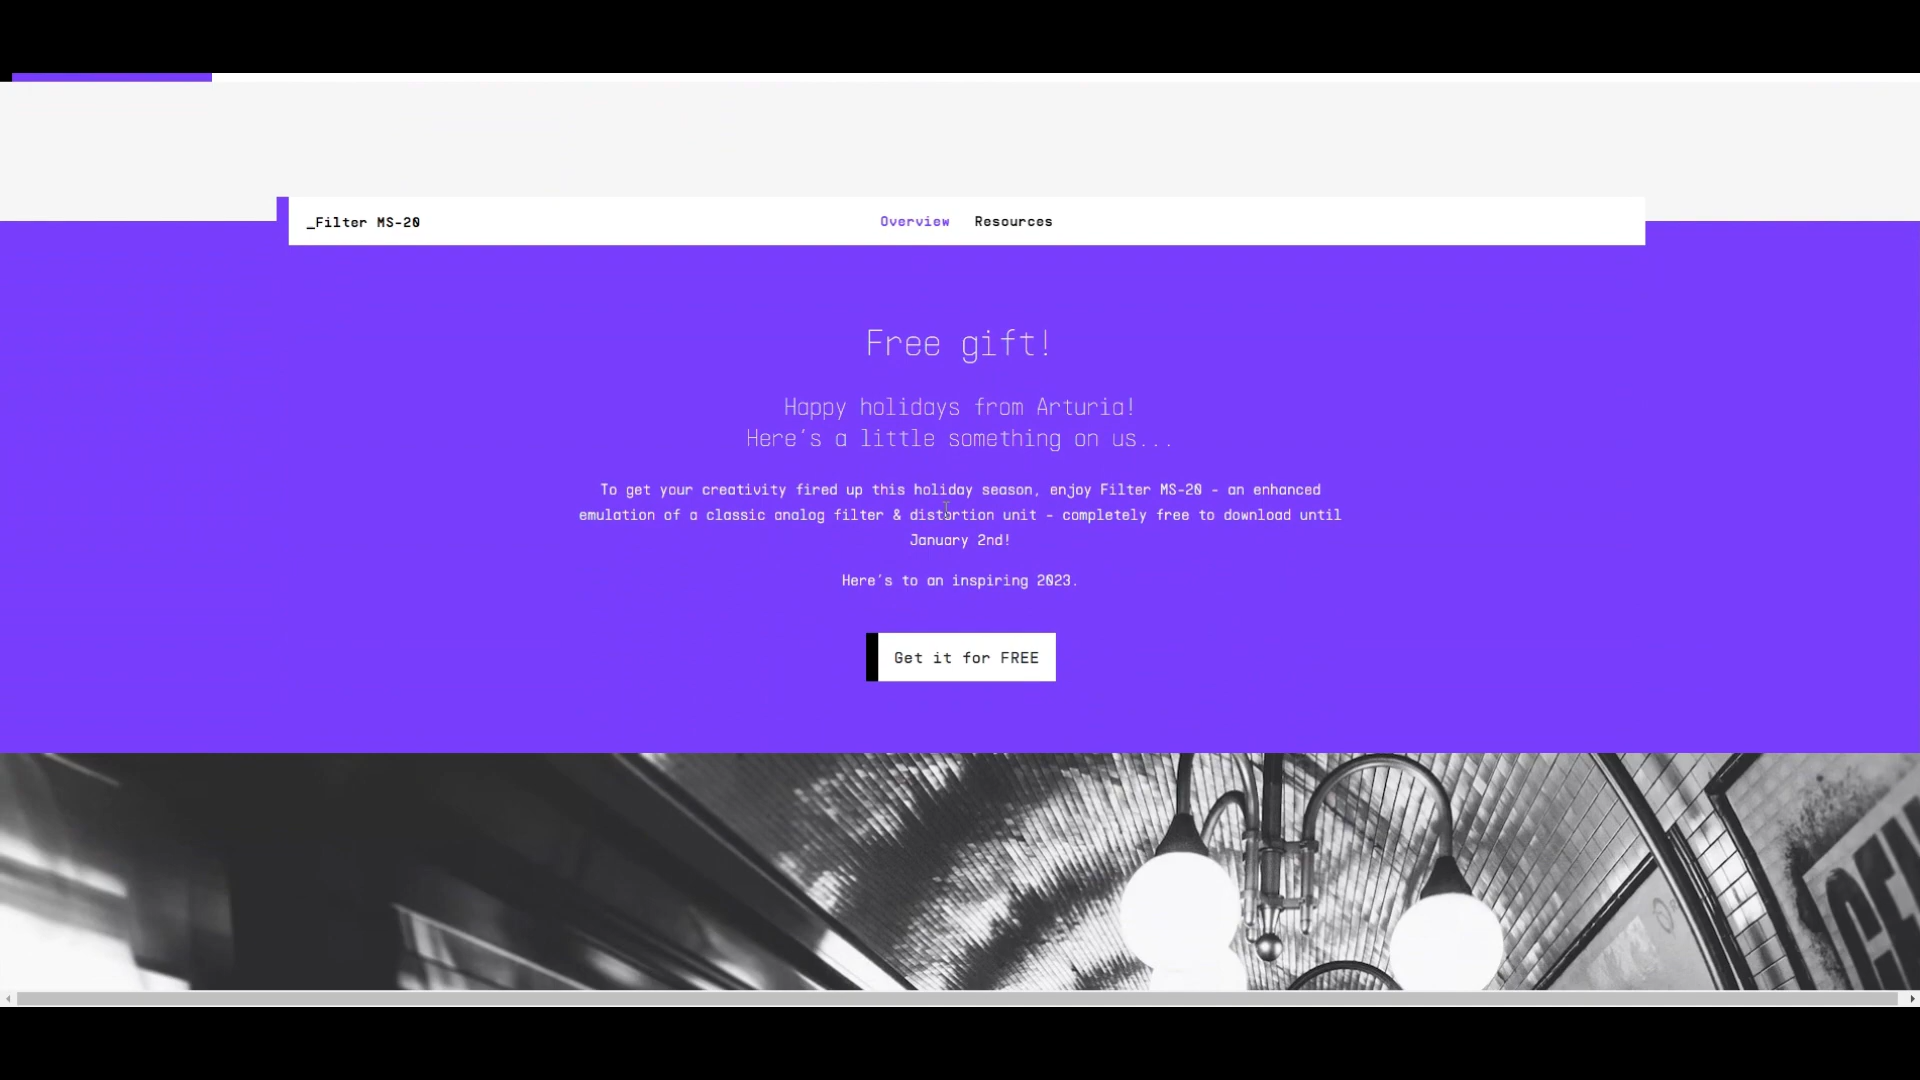 _Filter MS-20
Overview
Resources
Free gift!
Happy holidays from Arturia!
Here's a little something on us...
To get your creativity fired up this holiday season, enjoy Filter MS-20 - an enhanced
emulation of a classic analog filter & distortion unit - completely free to download until
January 2nd!
Here's to an inspiring 2023.
Get it for FREE